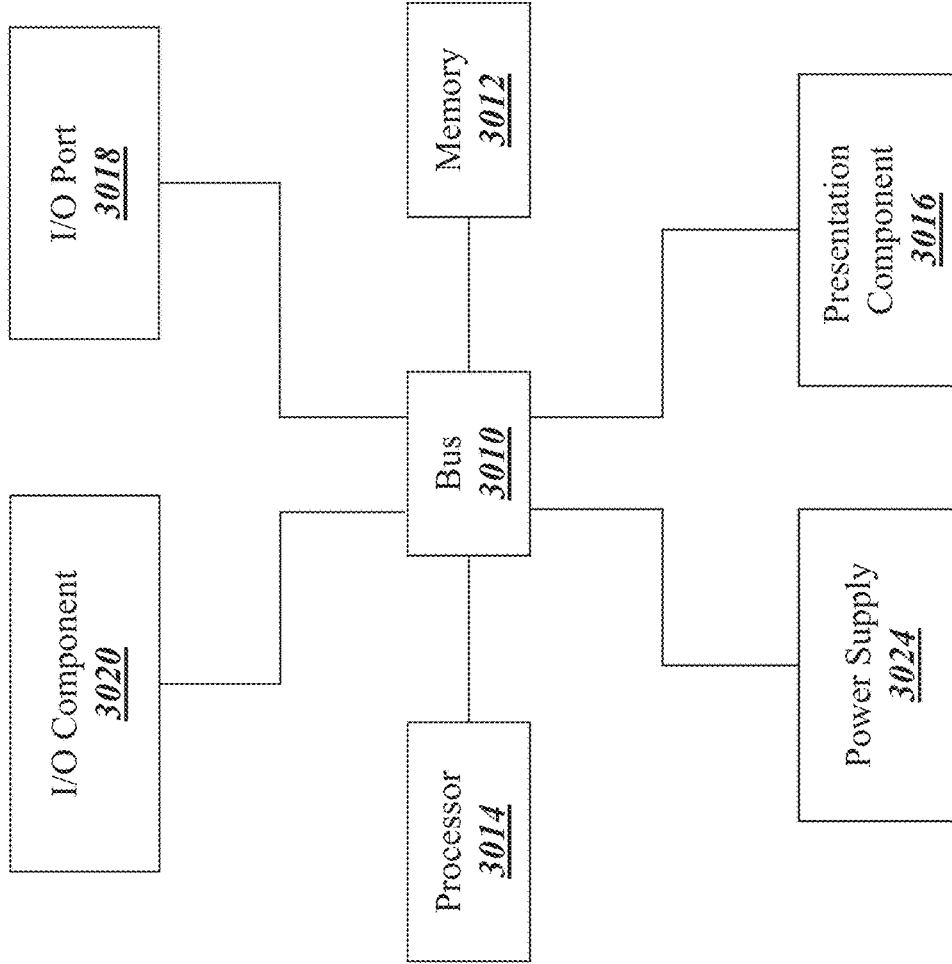 I/O Component
3020
I/O Port
3018
Processor
3014
Bus
3010
Memory
3012
Power Supply
3024
Presentation
Component
3016